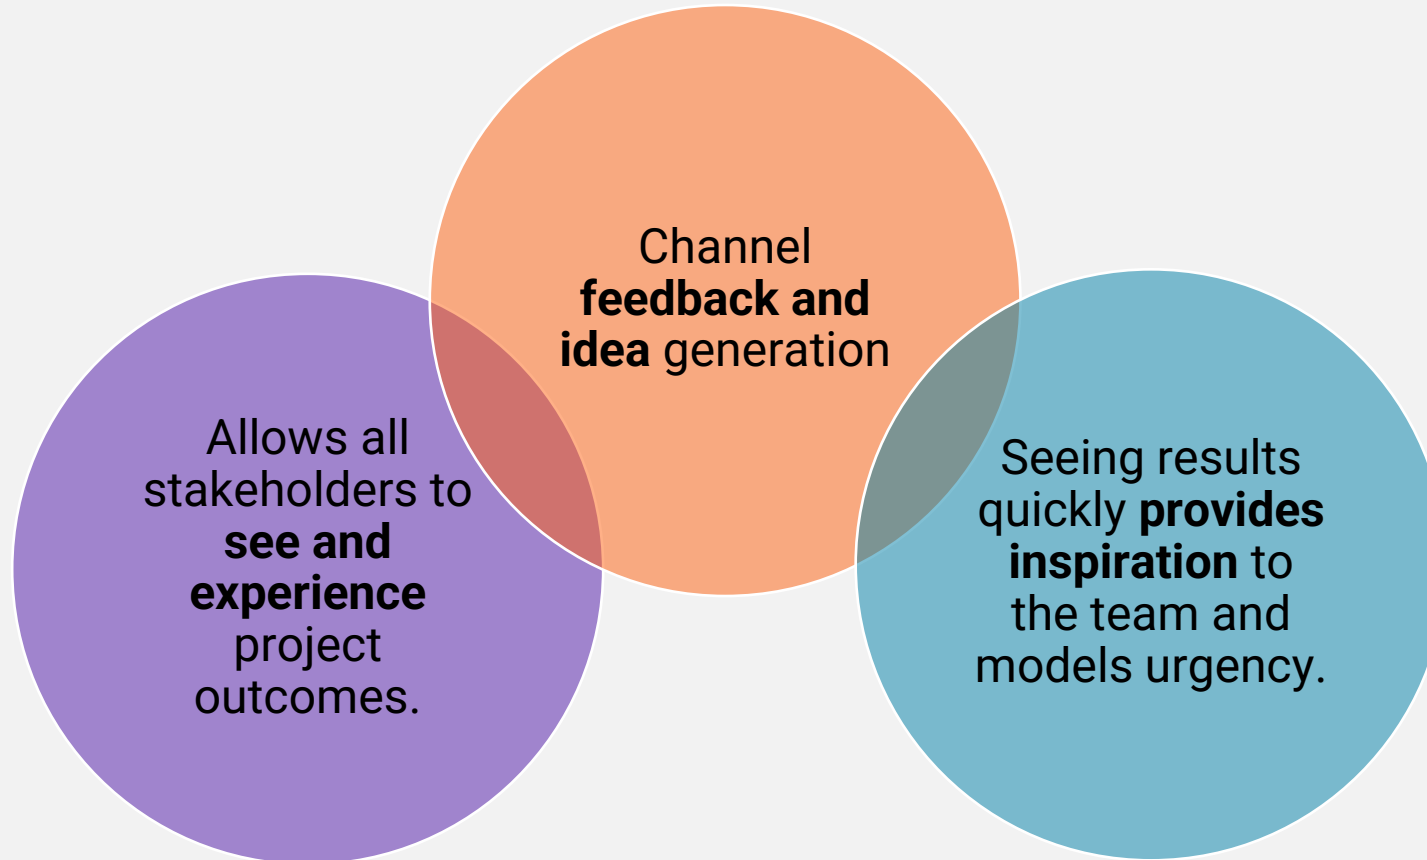 Channel
feedback and
idea generation
Allows all
stakeholders to
see and
experience
project
outcomes.
Seeing results
quickly provides
inspiration to
the team and
models urgency.